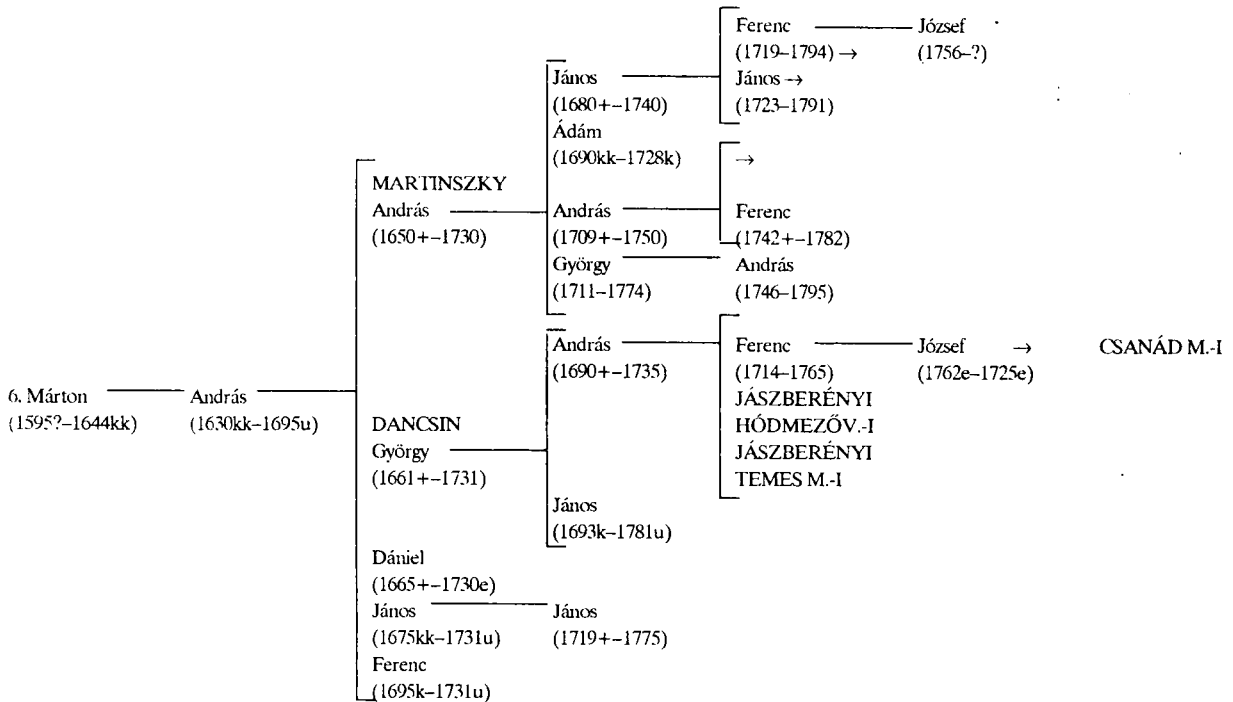 Ferenc József
(1719–1794) → (1756–?)
János János →
(1680+–1740) (1723–1791)
Ádám
(1690kk–1728k) →
MARTINSZKY
András András Ferenc
(1650+–1730) (1709+–1750) (1742+–1782)
György András
(1711–1774) (1746–1795)
András Ferenc József → CSANÁD M.-I
(1690+–1735) (1714–1765) (1762e–1725e)
6. Márton András JÁSZBERÉNYI
(1595?–1644kk) (1630kk–1695u) DANCSIN HÓDMEZŐV.-I
György JÁSZBERÉNYI
(1661+–1731) TEMES M.-I
János
(1693k–1781u)
Dániel
(1665+–1730e)
János János
(1675kk–1731u) (1719+–1775)
Ferenc
(1695k–1731u)